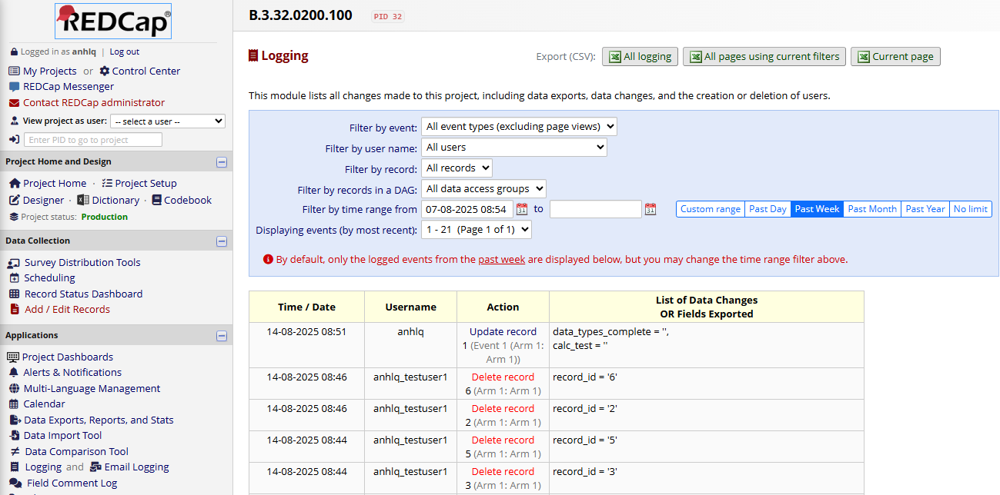 REDCap®
Logged in as anhlq | Log out
My Projects or Control Center
REDCap Messenger
Contact REDCap administrator
View project as user: -- select a user --
Enter PID to go to project
Project Home and Design
Project Home · Project Setup
Designer · Dictionary · Codebook
Project status: Production
Data Collection
Survey Distribution Tools
Scheduling
Record Status Dashboard
Add / Edit Records
Applications
Project Dashboards
Alerts & Notifications
Multi-Language Management
Calendar
Data Exports, Reports, and Stats
Data Import Tool
Data Comparison Tool
Logging and Email Logging
Field Comment Log
B.3.32.0200.100 PID 32
Logging Export (CSV): All logging All pages using current filters Current page
This module lists all changes made to this project, including data exports, data changes, and the creation or deletion of users.
Filter by event: All event types (excluding page views)
Filter by user name: All users
Filter by record: All records
Filter by records in a DAG: All data access groups
Filter by time range from 07-08-2025 08:54 to Custom range Past Day Past Week Past Month Past Year No limit
Displaying events (by most recent): 1 - 21 (Page 1 of 1)
By default, only the logged events from the past week are displayed below, but you may change the time range filter above.
Time / Date Username Action List of Data Changes
OR Fields Exported
14-08-2025 08:51 anhlq Update record data_types_complete = '',
1 (Event 1 (Arm 1: calc_test = ''
Arm 1))
14-08-2025 08:46 anhlq_testuser1 Delete record record_id = '6'
6 (Arm 1: Arm 1)
14-08-2025 08:46 anhlq_testuser1 Delete record record_id = '2'
2 (Arm 1: Arm 1)
14-08-2025 08:44 anhlq_testuser1 Delete record record_id = '5'
5 (Arm 1: Arm 1)
14-08-2025 08:44 anhlq_testuser1 Delete record record_id = '3'
3 (Arm 1: Arm 1)